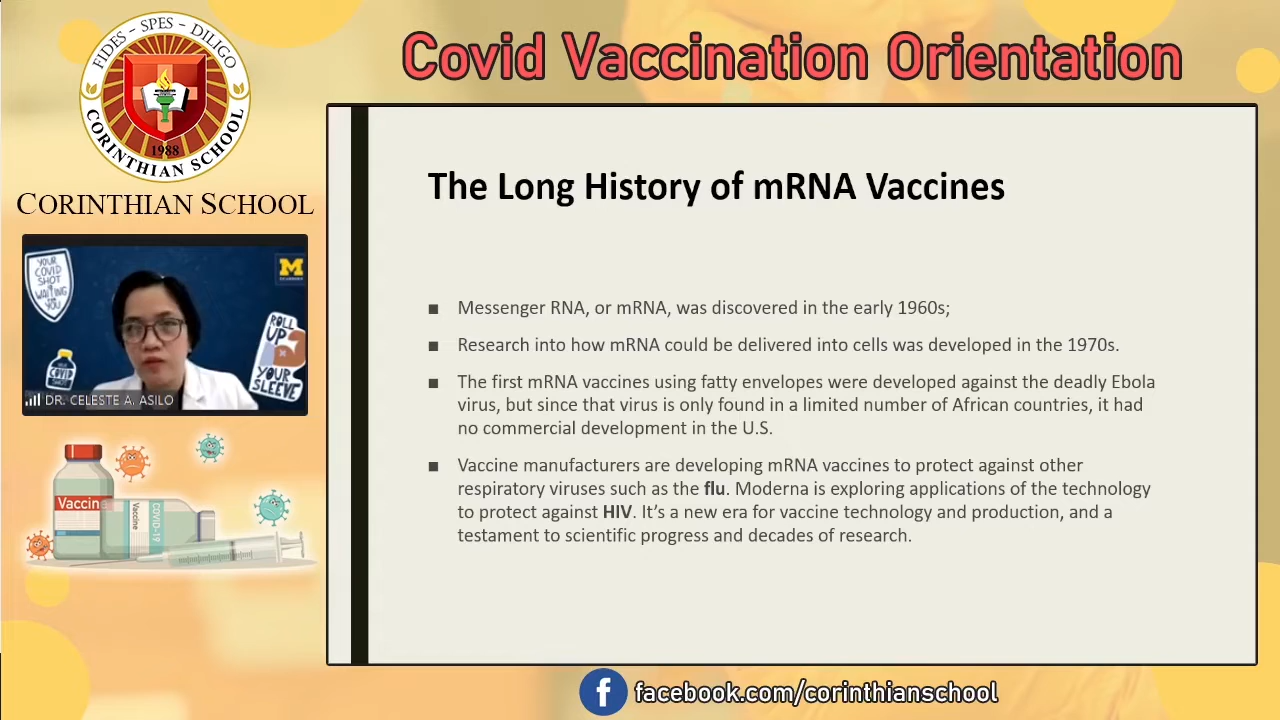 Covid Vaccination Orientation
FIDES - SPES - DILIGO
1988
CORINTHIAN SCHOOL
CORINTHIAN SCHOOL
YOUR
COVID
SHOT
IS
WAITING
FOR
YOU
M
ROLL
UP
YOUR
SLEEVE
COVID
SHOT
DR. CELESTE A. ASILO
Vaccin
Vaccine
COVID-19
The Long History of mRNA Vaccines
■ Messenger RNA, or mRNA, was discovered in the early 1960s;
■ Research into how mRNA could be delivered into cells was developed in the 1970s.
■ The first mRNA vaccines using fatty envelopes were developed against the deadly Ebola
virus, but since that virus is only found in a limited number of African countries, it had
no commercial development in the U.S.
■ Vaccine manufacturers are developing mRNA vaccines to protect against other
respiratory viruses such as the flu. Moderna is exploring applications of the technology
to protect against HIV. It’s a new era for vaccine technology and production, and a
testament to scientific progress and decades of research.
facebook.com/corinthianschool